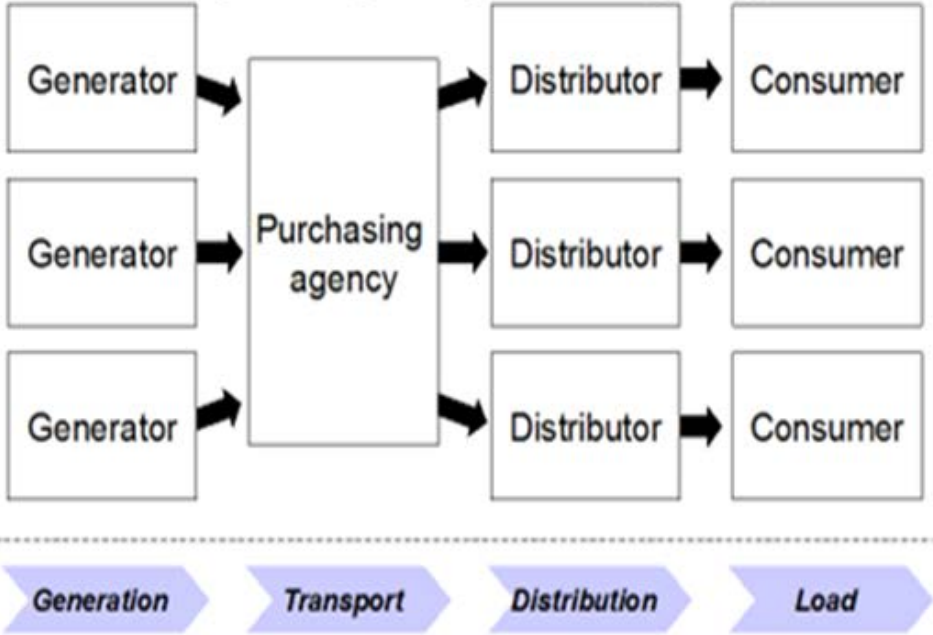 Generator
Distributor
Consumer
Purchasing
agency
Generator
Distributor
Consumer
Generator
Distributor
Consumer
Generation
Transport
Distribution
Load